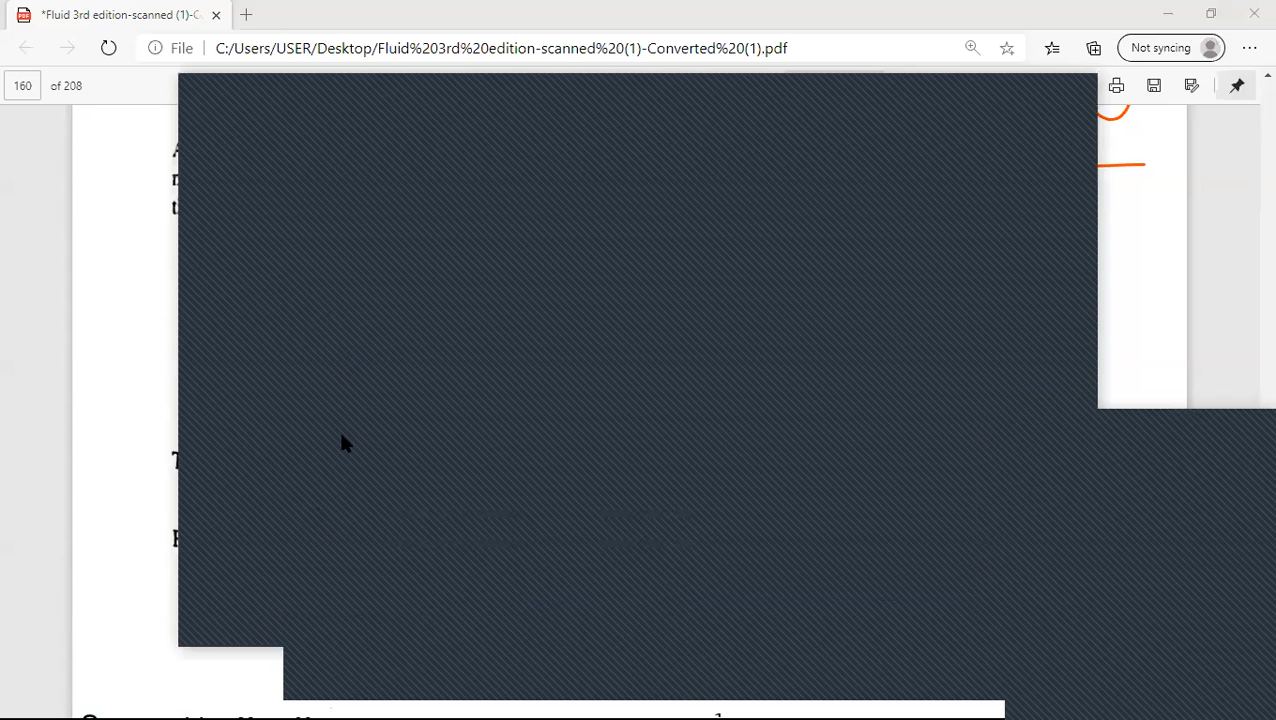 *Fluid 3rd edition-scanned (1)-Co
File C:/Users/USER/Desktop/Fluid%203rd%20edition-scanned%20(1)-Converted%20(1).pdf
Not syncing
160 of 208